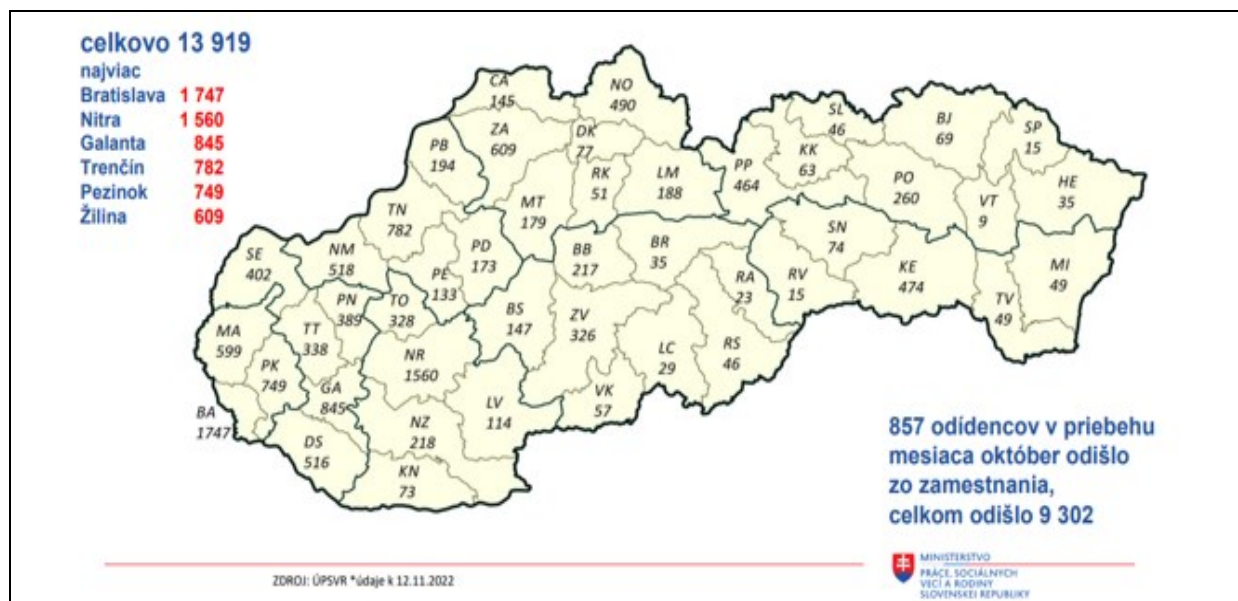 celkovo 13 919
najviac
Bratislava 1 747
Nitra 1 560
Galanta 845
Trenčín 782
Pezinok 749
Žilina 609
CA
145
NO
490
ZA
609
DK
77
PB
194
RK
51
LM
188
MT
179
PP
464
SL
46
KK
63
BJ
69
SP
15
PO
260
VT
9
HE
35
TN
782
PD
173
PE
133
SE
402
NM
518
PN
389
TO
328
BB
217
BR
35
SN
74
KE
474
RV
15
RA
23
MI
49
TV
49
MA
599
TT
338
PK
749
GA
845
BA
1747
NR
1560
BS
147
ZV
326
LC
29
RS
46
VK
57
LV
114
NZ
218
DS
516
KN
73
857 odídencov v priebehu
mesiaca október odišlo
zo zamestnania,
celkom odišlo 9 302
ZDROJ: ÚPSVR *údaje k 12.11.2022
MINISTERSTVO
PRÁCE, SOCIÁLNYCH
VECÍ A RODINY
SLOVENSKEJ REPUBLIKY